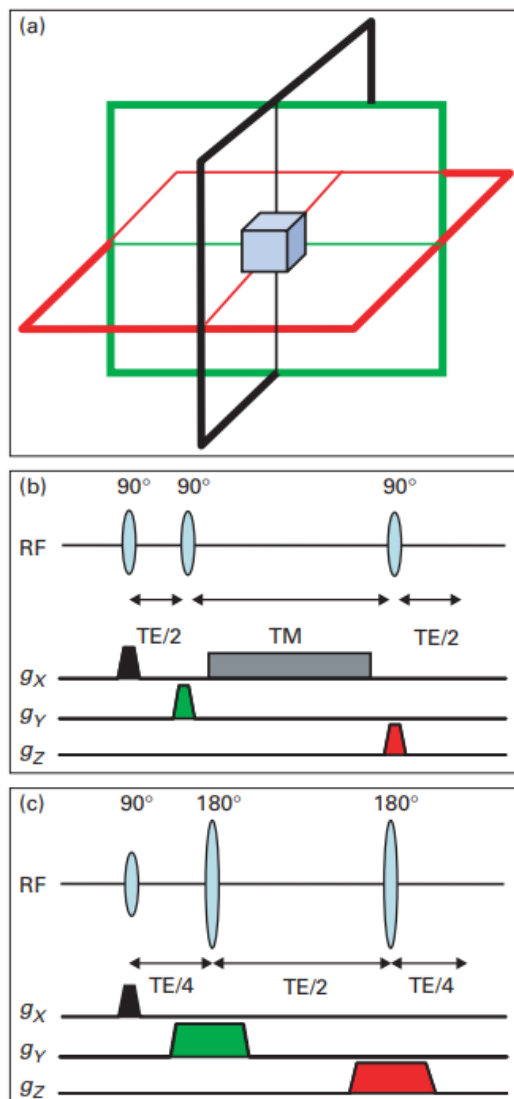 (a)
(b)
90° 90° 90°
RF
TE/2 TM TE/2
gX
gY
gZ
(c)
90° 180° 180°
RF
TE/4 TE/2 TE/4
gX
gY
gZ